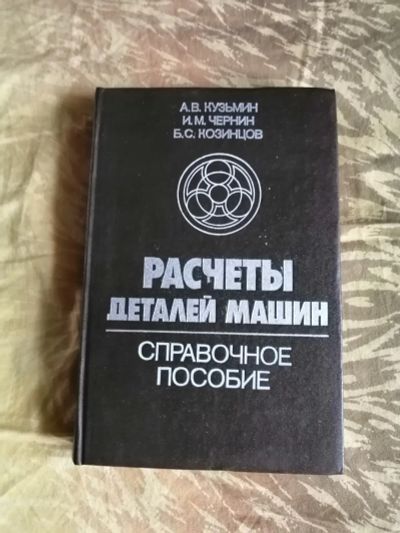 А.В. КУЗЬМИН
И.М. ЧЕРНИН
Б.С. КОЗИНЦОВ
РАСЧЕТЫ
ДЕТАЛЕЙ МАШИН
СПРАВОЧНОЕ
ПОСОБИЕ